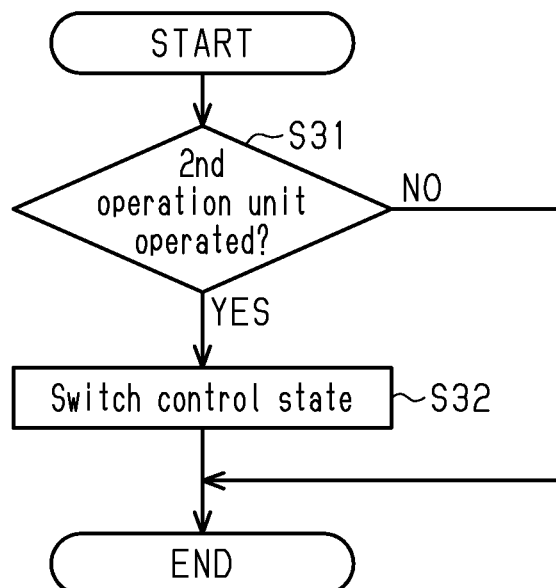 START
S31
2nd
operation unit
operated?
NO
YES
Switch control state
S32
END